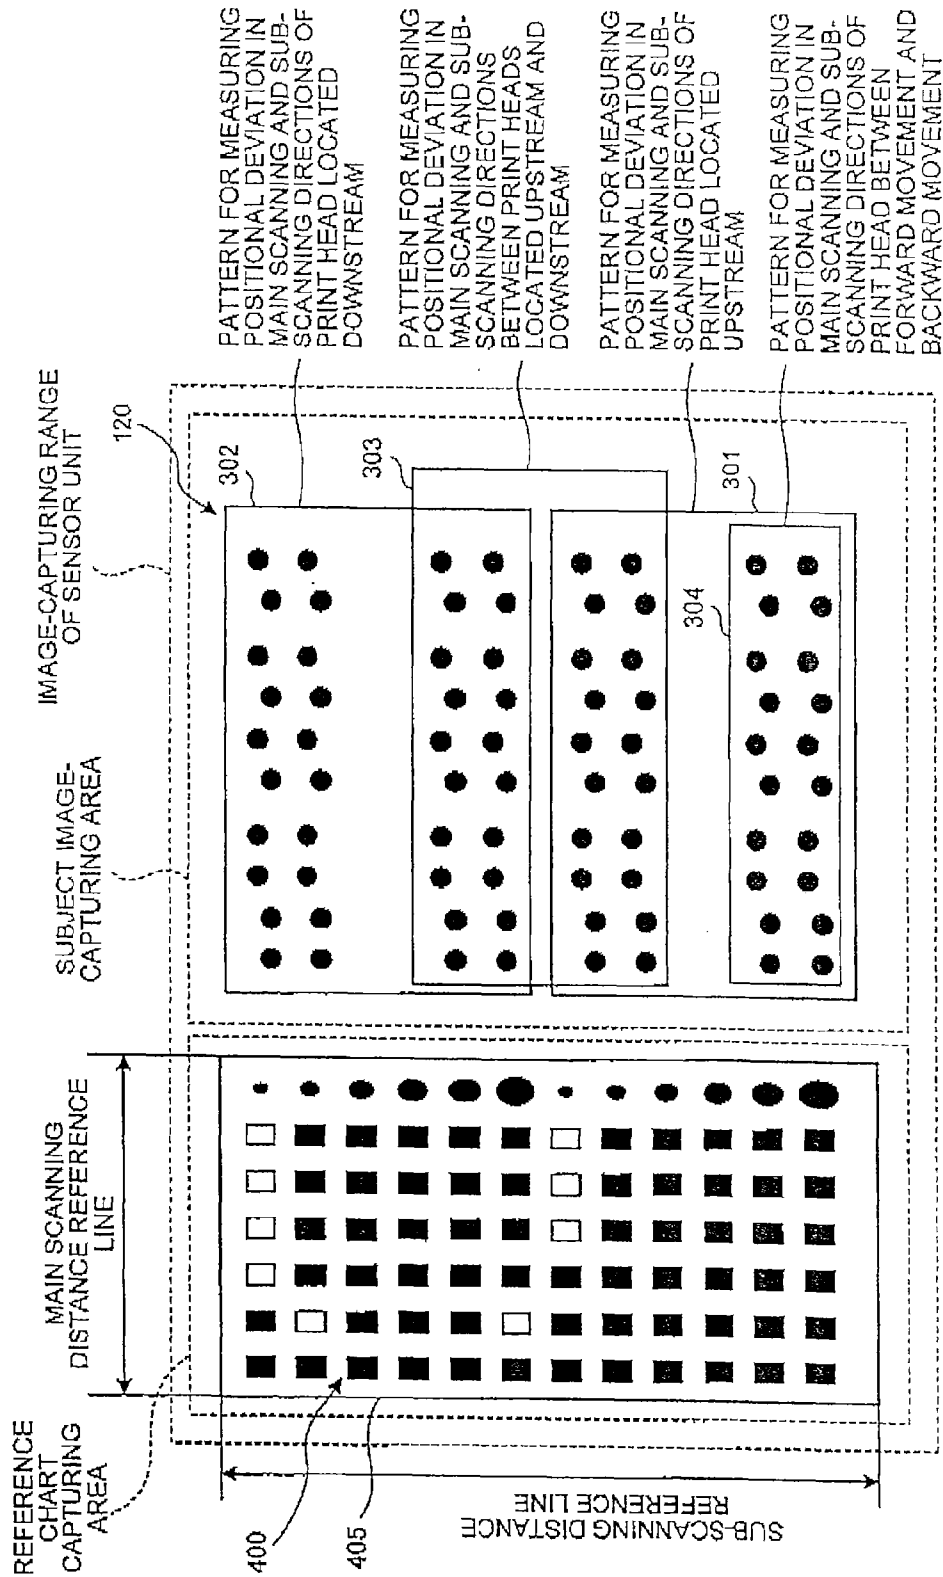 REFERENCE
CHART
CAPTURING
AREA
MAIN SCANNING
DISTANCE REFERENCE
LINE
SUBJECT IMAGE-
CAPTURING AREA
IMAGE-CAPTURING RANGE
OF SENSOR UNIT
120
302
303
301
304
400
405
SUB-SCANNING DISTANCE
REFERENCE LINE
PATTERN FOR MEASURING
POSITIONAL DEVIATION IN
MAIN SCANNING AND SUB-
SCANNING DIRECTIONS OF
PRINT HEAD LOCATED
DOWNSTREAM
PATTERN FOR MEASURING
POSITIONAL DEVIATION IN
MAIN SCANNING AND SUB-
SCANNING DIRECTIONS
BETWEEN PRINT HEADS
LOCATED UPSTREAM AND
DOWNSTREAM
PATTERN FOR MEASURING
POSITIONAL DEVIATION IN
MAIN SCANNING AND SUB-
SCANNING DIRECTIONS OF
PRINT HEAD LOCATED
UPSTREAM
PATTERN FOR MEASURING
POSITIONAL DEVIATION IN
MAIN SCANNING AND SUB-
SCANNING DIRECTIONS OF
PRINT HEAD BETWEEN
FORWARD MOVEMENT AND
BACKWARD MOVEMENT